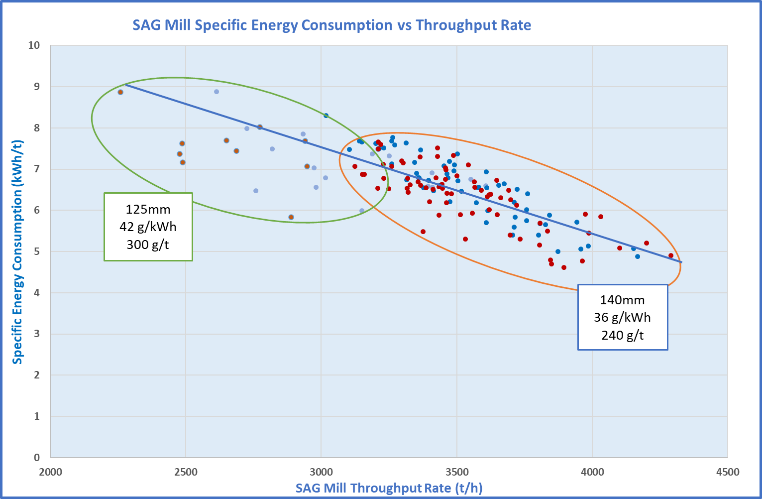 SAG Mill Specific Energy Consumption vs Throughput Rate
Specific Energy Consumption (kWh/t)
10
9
8
7
6
5
4
3
2
1
0
125mm
42 g/kWh
300 g/t
140mm
36 g/kWh
240 g/t
2000 2500 3000 3500 4000 4500
SAG Mill Throughput Rate (t/h)